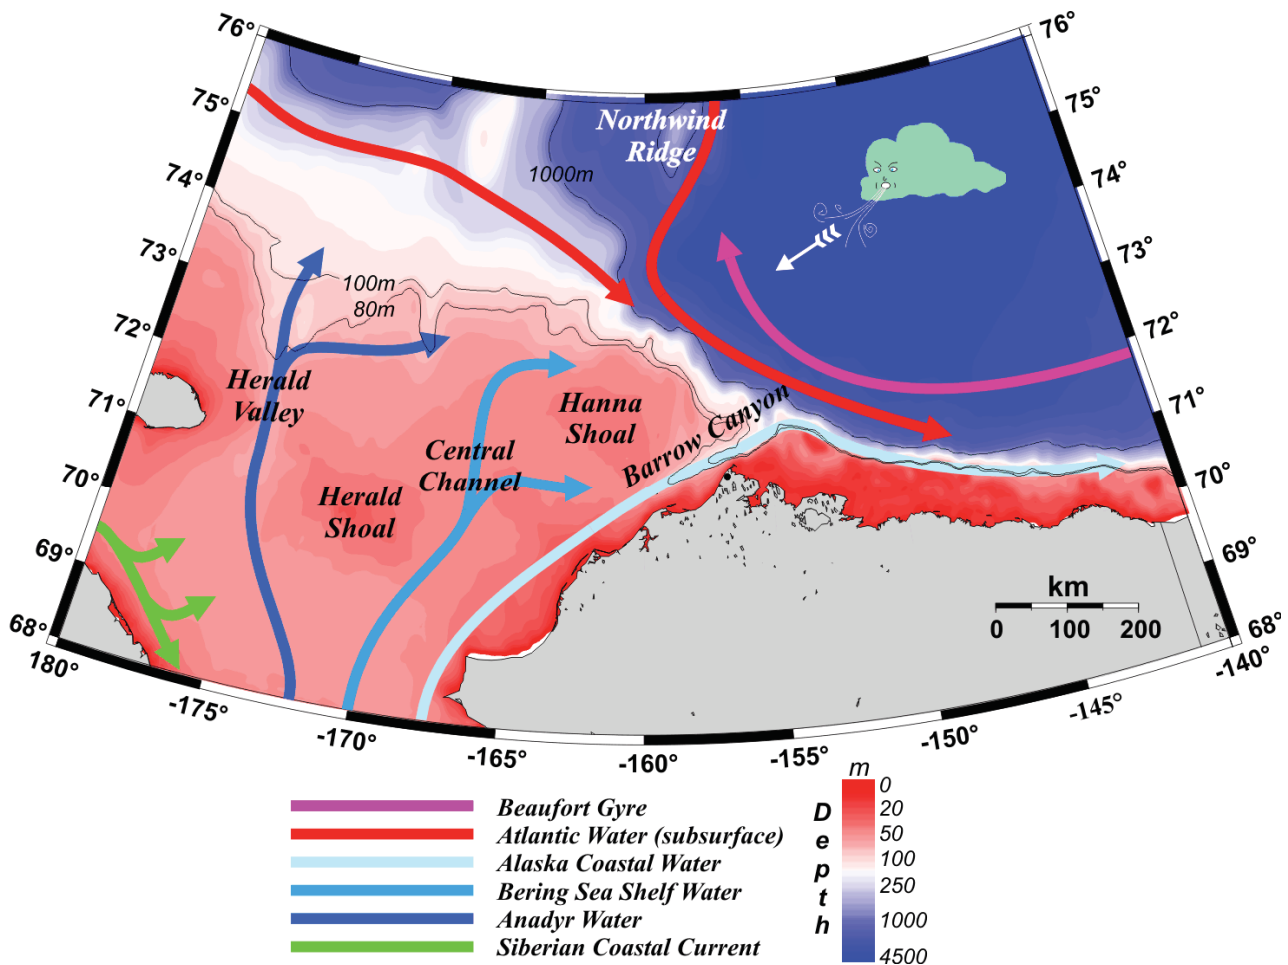 76°
75°
74°
73°
72°
71°
70°
69°
68°
180°
-175°
-170°
-165°
-160°
-155°
-150°
-145°
-140°
76°
75°
74°
73°
72°
71°
70°
69°
68°
Northwind
Ridge
1000m
100m
80m
Herald
Valley
Hanna
Shoal
Central
Channel
Herald
Shoal
Barrow Canyon
km
0 100 200
Beaufort Gyre
Atlantic Water (subsurface)
Alaska Coastal Water
Bering Sea Shelf Water
Anadyr Water
Siberian Coastal Current
Depth
m
0
20
50
100
250
1000
4500